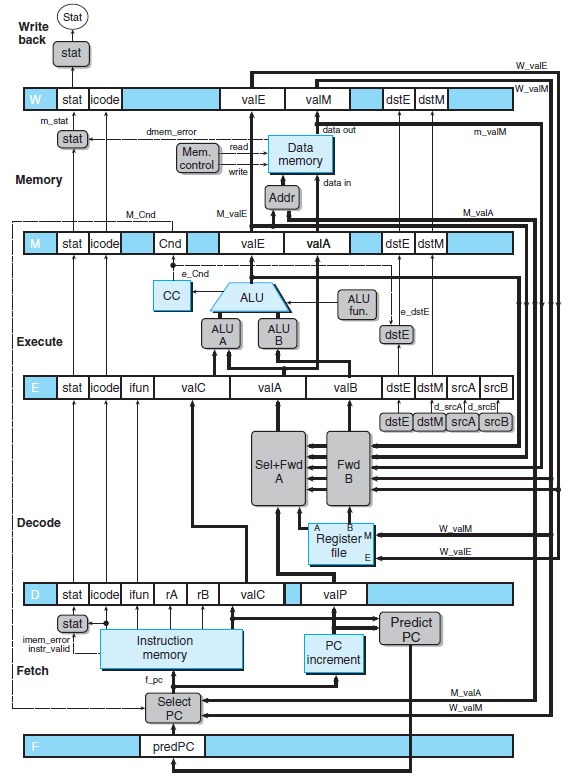 Stat
Write
back
stat
W_valE
W_valM
W stat icode valE valM dstE dstM
m_stat
stat
dmem_error
data out
m_valM
Mem.
control
read
write
Data
memory
Memory
data in
Addr
M_Cnd
M_valE
M_valA
M stat icode Cnd valE valA dstE dstM
e_Cnd
CC
ALU
ALU
fun.
e_dstE
ALU
A
ALU
B
dstE
Execute
E stat icode ifun valC valA valB dstE dstM srcA srcB
d_srcA d_srcB
dstE dstM srcA srcB
Sel+Fwd
A
Fwd
B
Decode
A B
Register
file
M
E
W_valM
W_valE
D stat icode ifun rA rB valC valP
stat
imem_error
instr_valid
Instruction
memory
PC
increment
Predict
PC
Fetch
f_pc
Select
PC
M_valA
W_valM
F predPC